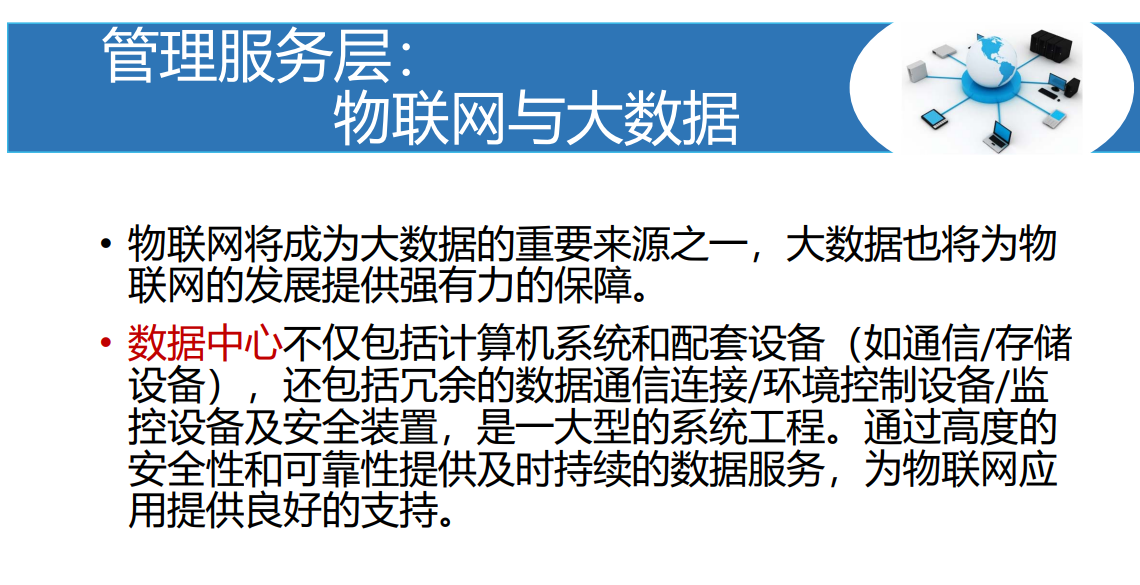 管理服务层：
物联网与大数据
• 物联网将成为大数据的重要来源之一，大数据也将为物
联网的发展提供强有力的保障。
• 数据中心不仅包括计算机系统和配套设备（如通信/存储
设备），还包括冗余的数据通信连接/环境控制设备/监
控设备及安全装置，是一大型的系统工程。通过高度的
安全性和可靠性提供及时持续的数据服务，为物联网应
用提供良好的支持。